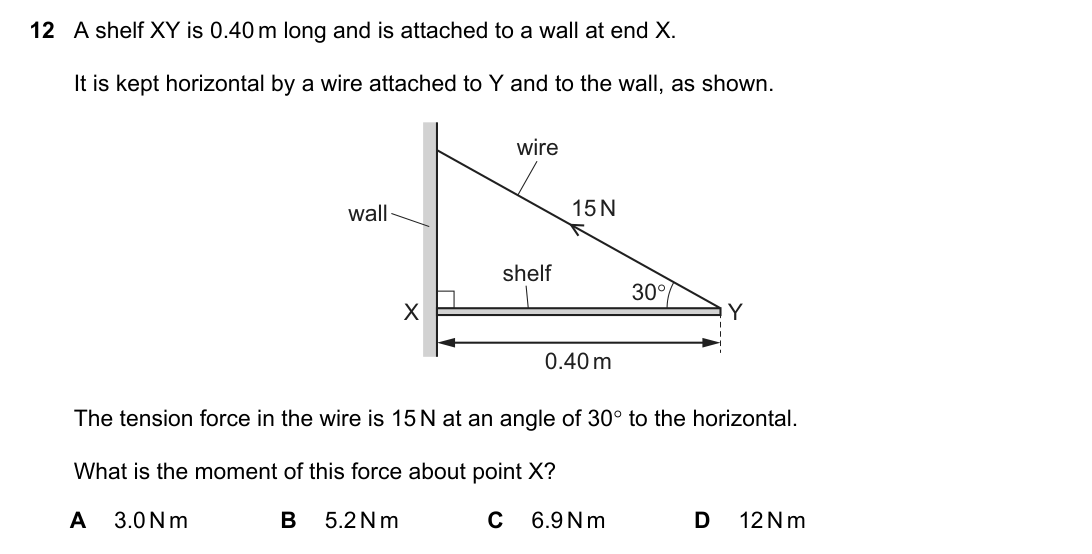 12 A shelf XY is 0.40 m long and is attached to a wall at end X.
It is kept horizontal by a wire attached to Y and to the wall, as shown.
wire
wall
15 N
shelf
30°
X
Y
0.40 m
The tension force in the wire is 15 N at an angle of 30° to the horizontal.
What is the moment of this force about point X?
A 3.0 N m B 5.2 N m C 6.9 N m D 12 N m